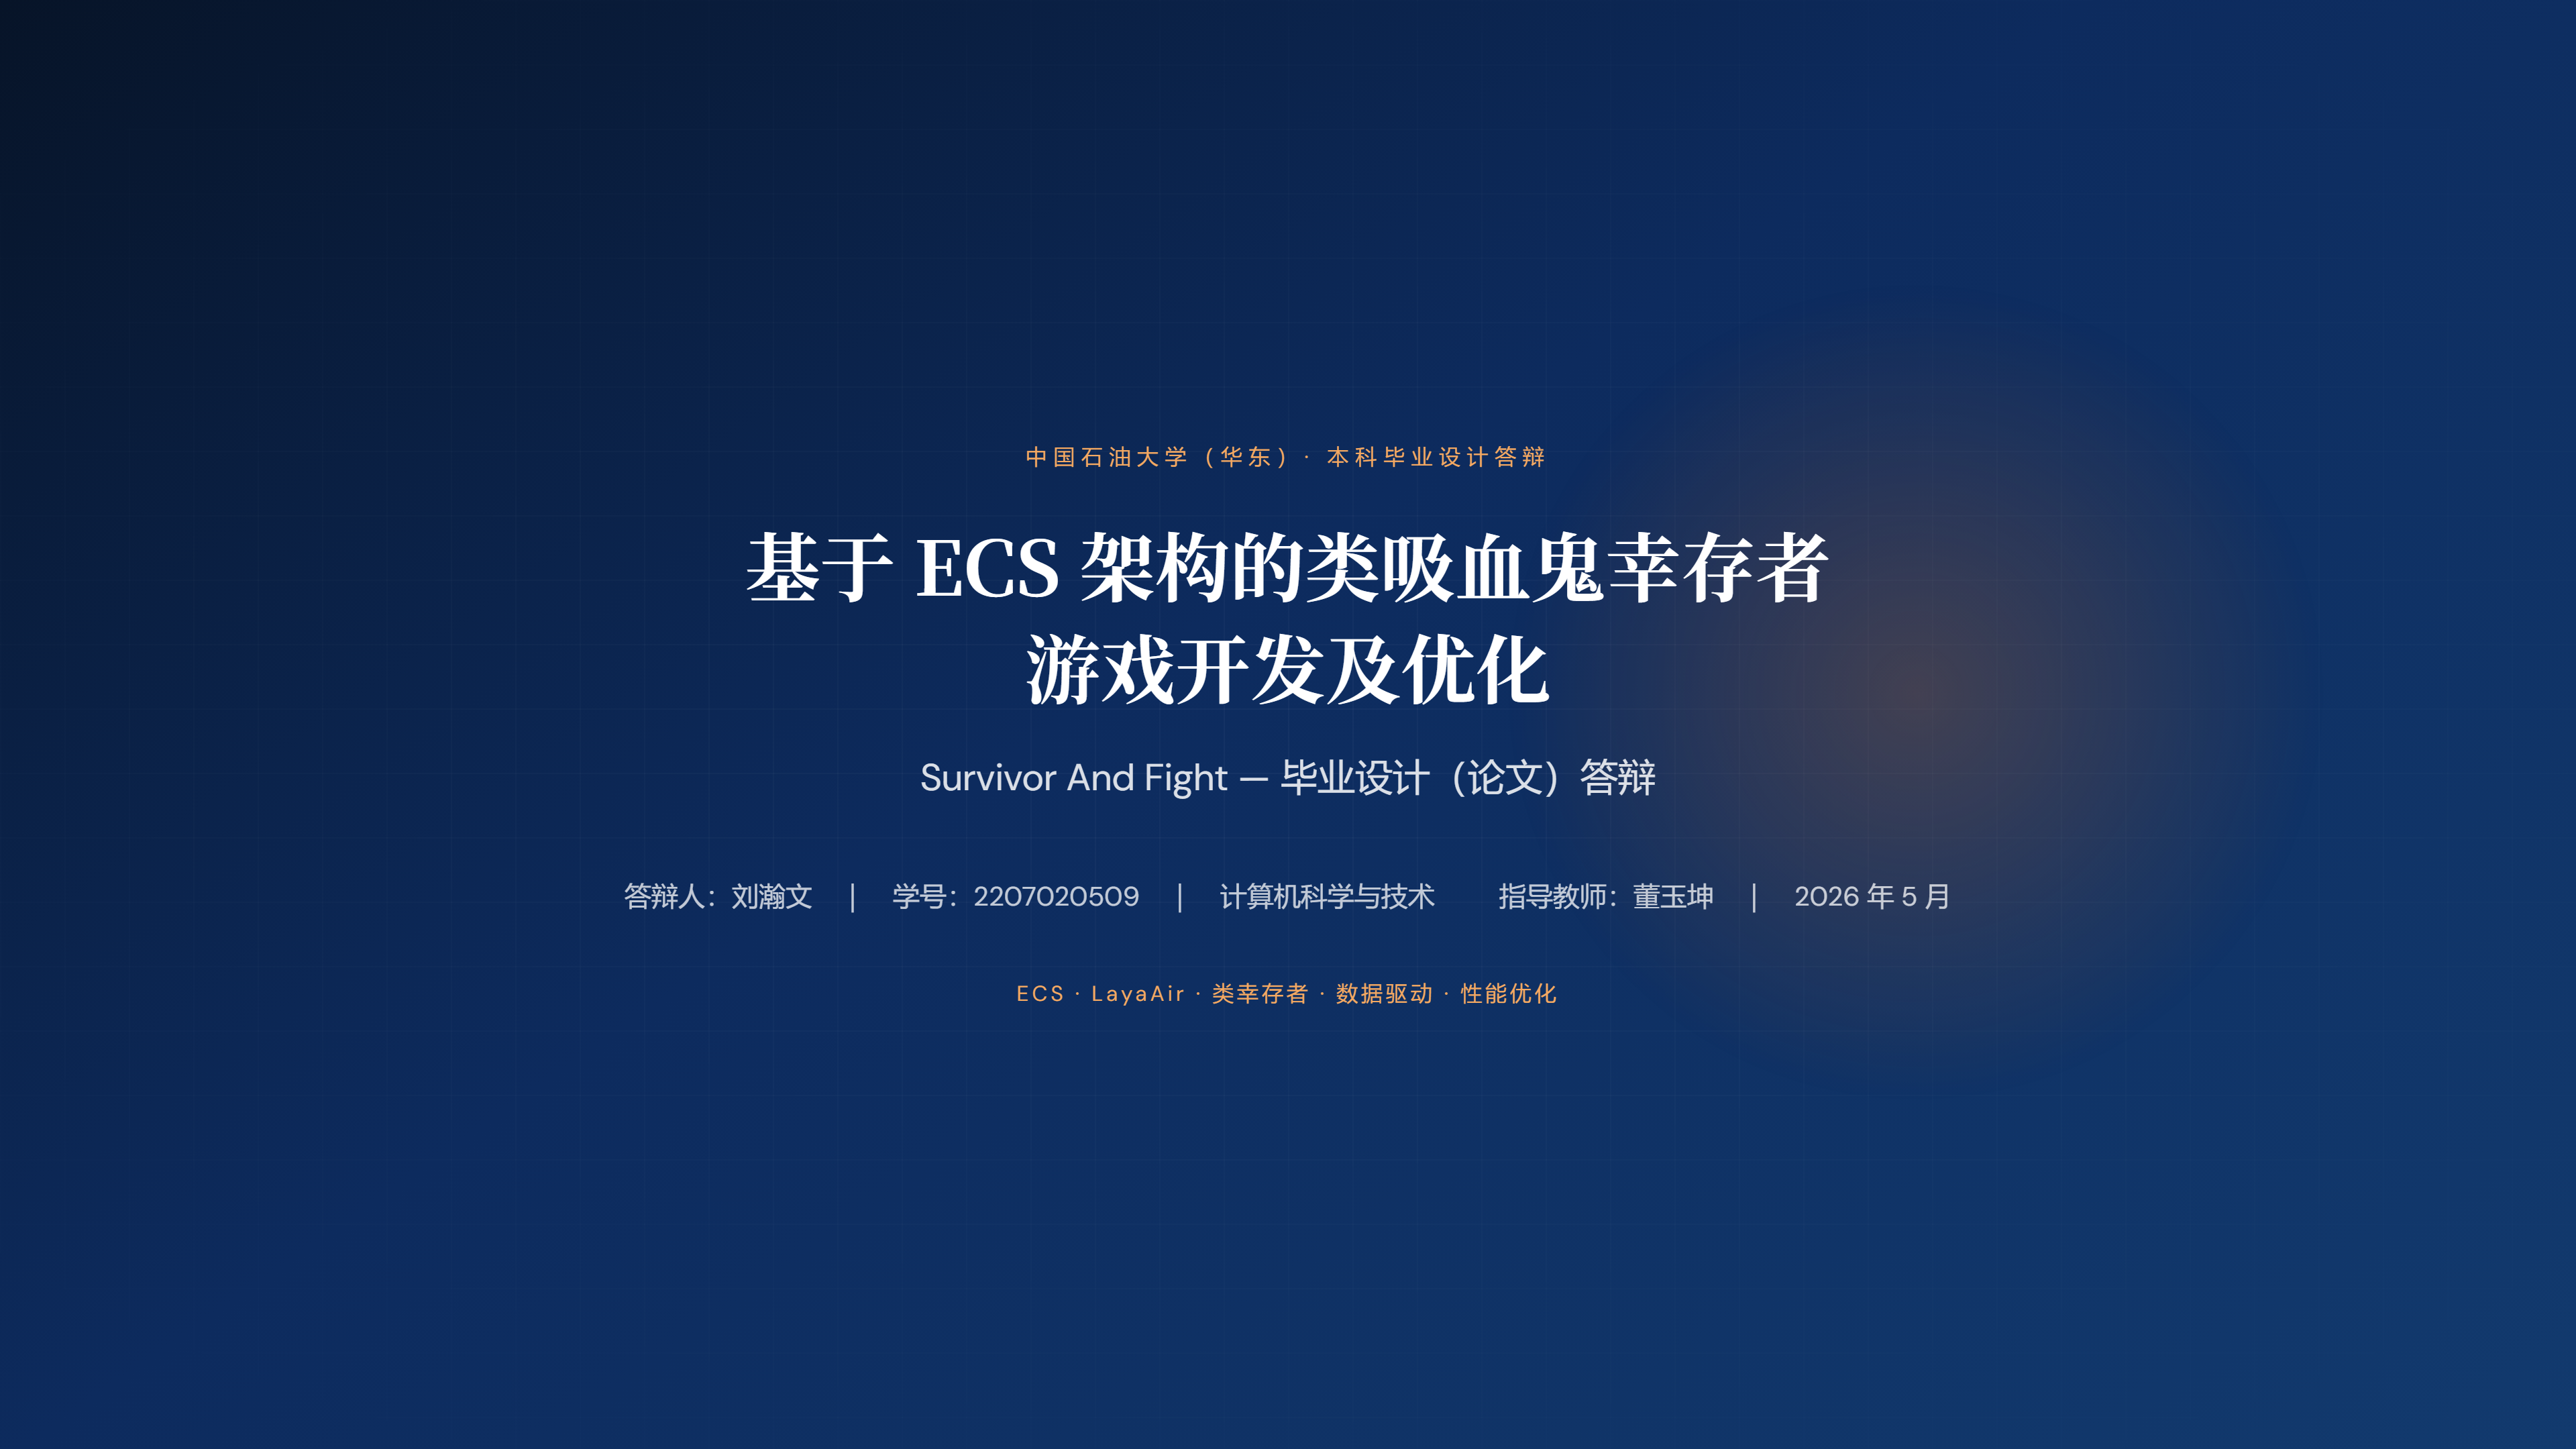 中国石油大学（华东）· 本科毕业设计答辩
基于 ECS 架构的类吸血鬼幸存者
游戏开发及优化
Survivor And Fight — 毕业设计（论文）答辩
答辩人：刘瀚文 | 学号：2207020509 | 计算机科学与技术 指导教师：董玉坤 | 2026 年 5 月
ECS · LayaAir · 类幸存者 · 数据驱动 · 性能优化